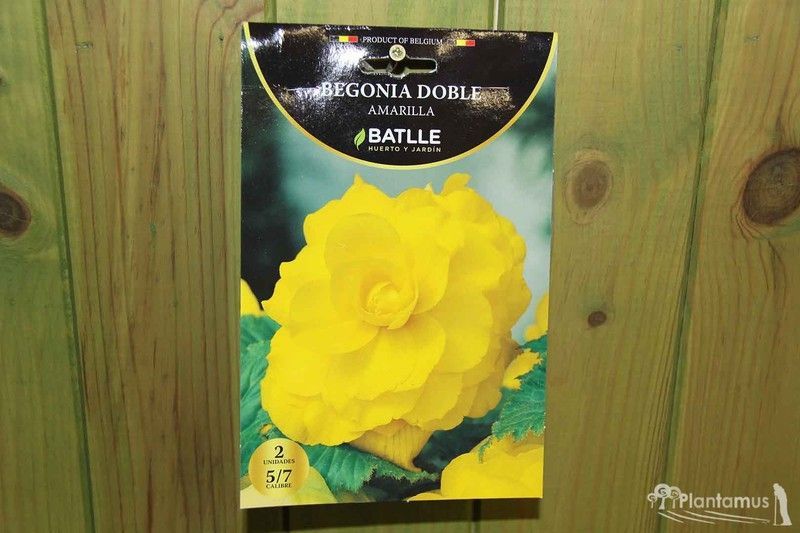 PRODUCT OF BELGIUM
BEGONIA DOBLE
AMARILLA
BATLLE
HUERTO Y JARDÍN
2
UNIDADES
5/7
CALIBRE
Plantamus